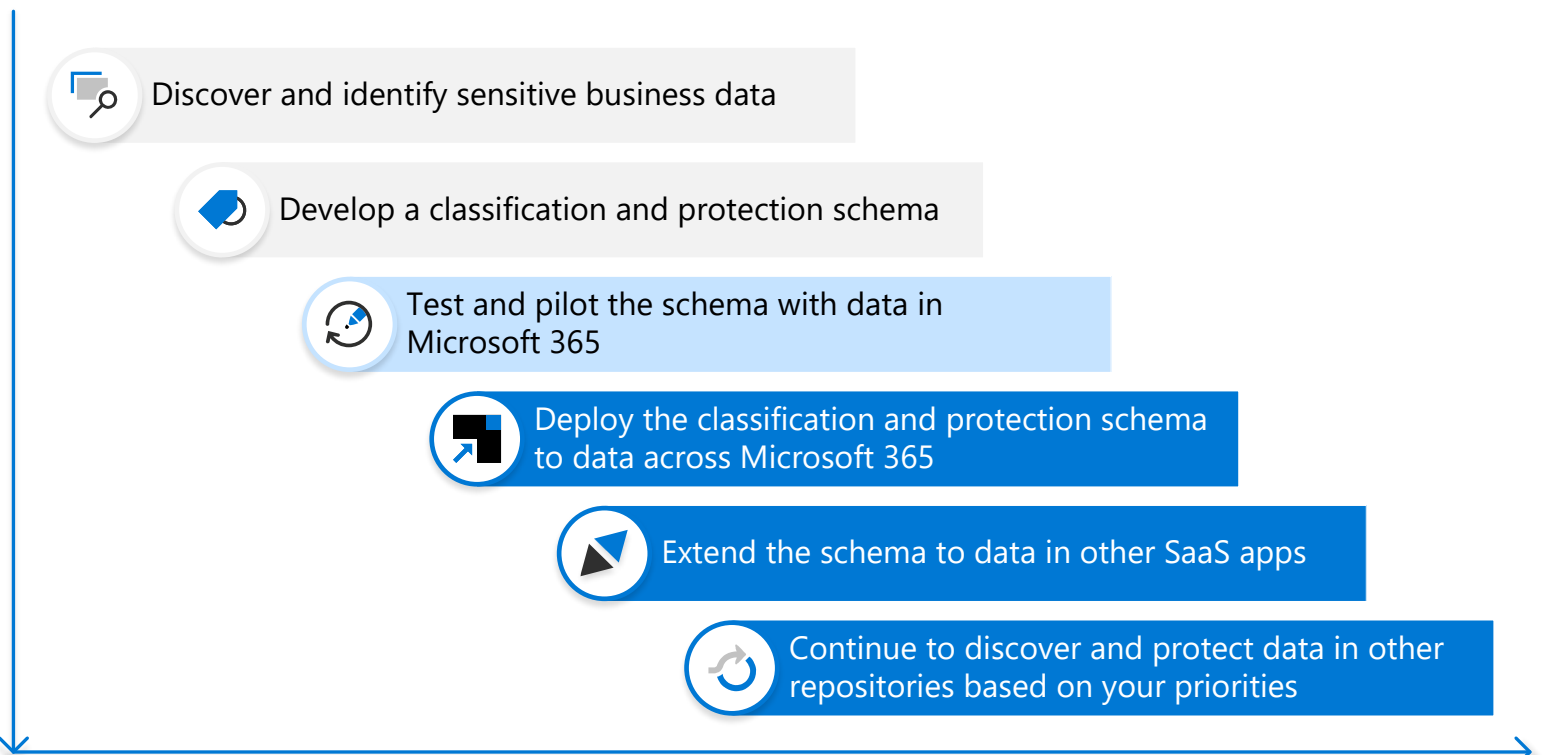 Discover and identify sensitive business data
Develop a classification and protection schema
Test and pilot the schema with data in
Microsoft 365
Deploy the classification and protection schema
to data across Microsoft 365
Extend the schema to data in other SaaS apps
Continue to discover and protect data in other
repositories based on your priorities